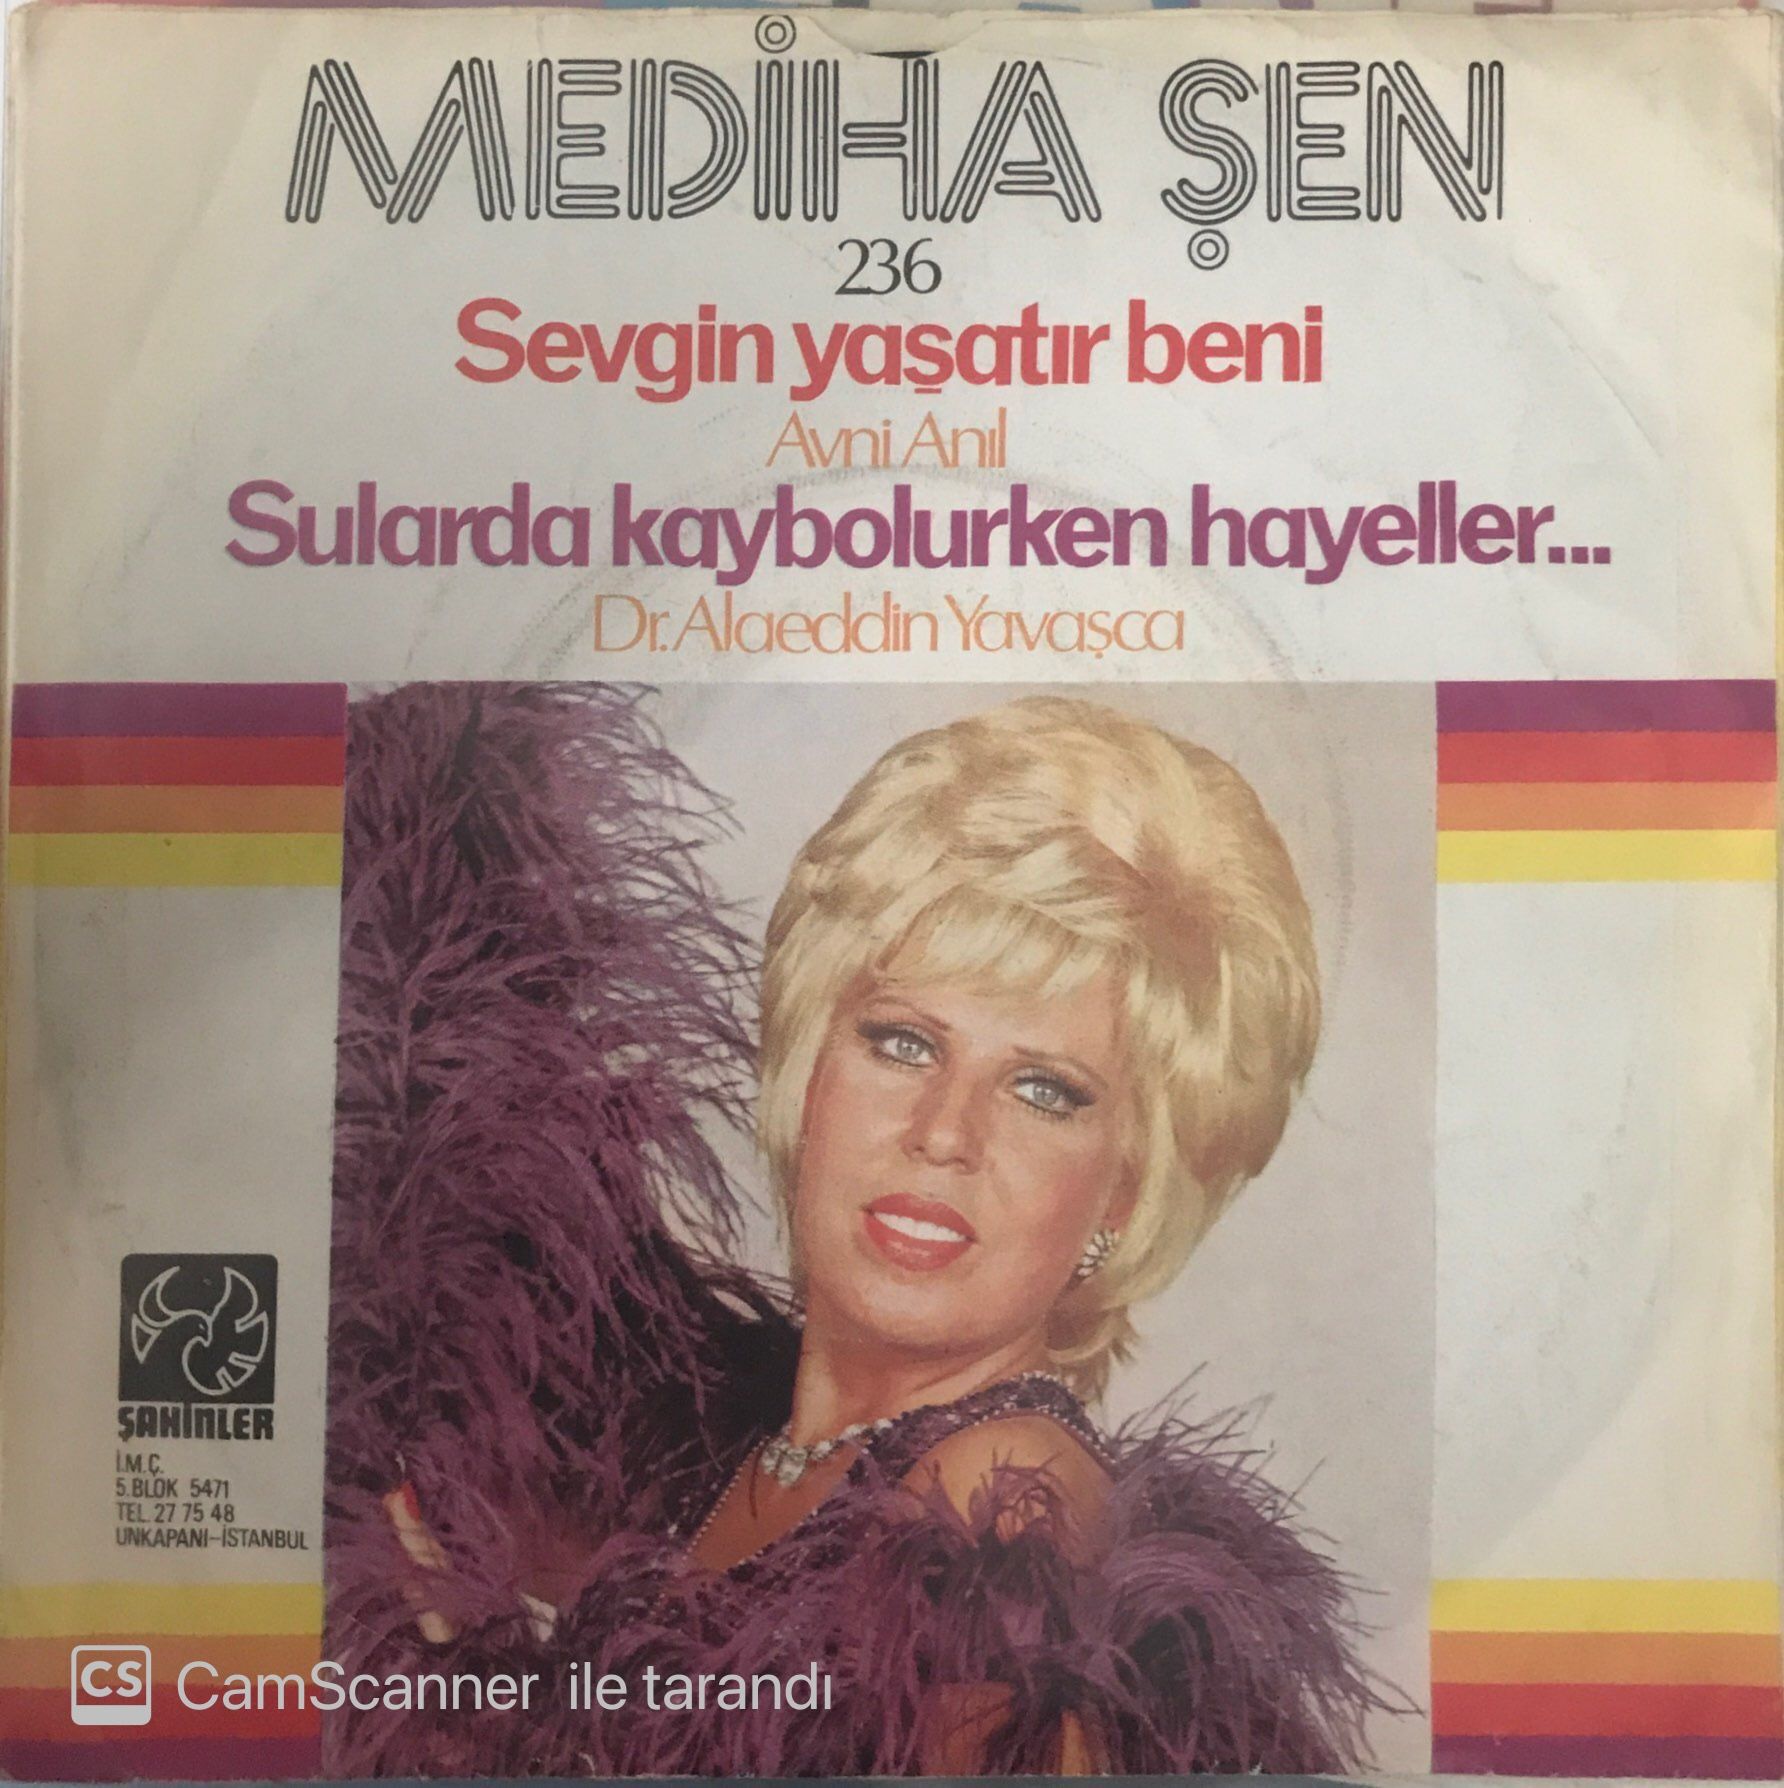 MEDİHA ŞEN
236
Sevgin yaşatır beni
Avni Anıl
Sularda kaybolurken hayeller...
Dr. Alaeddin Yavaşca
ŞAHİNLER
İ.M.Ç.
5.BLOK 5471
TEL.27 75 48
UNKAPANI-İSTANBUL
CS CamScanner ile tarandı